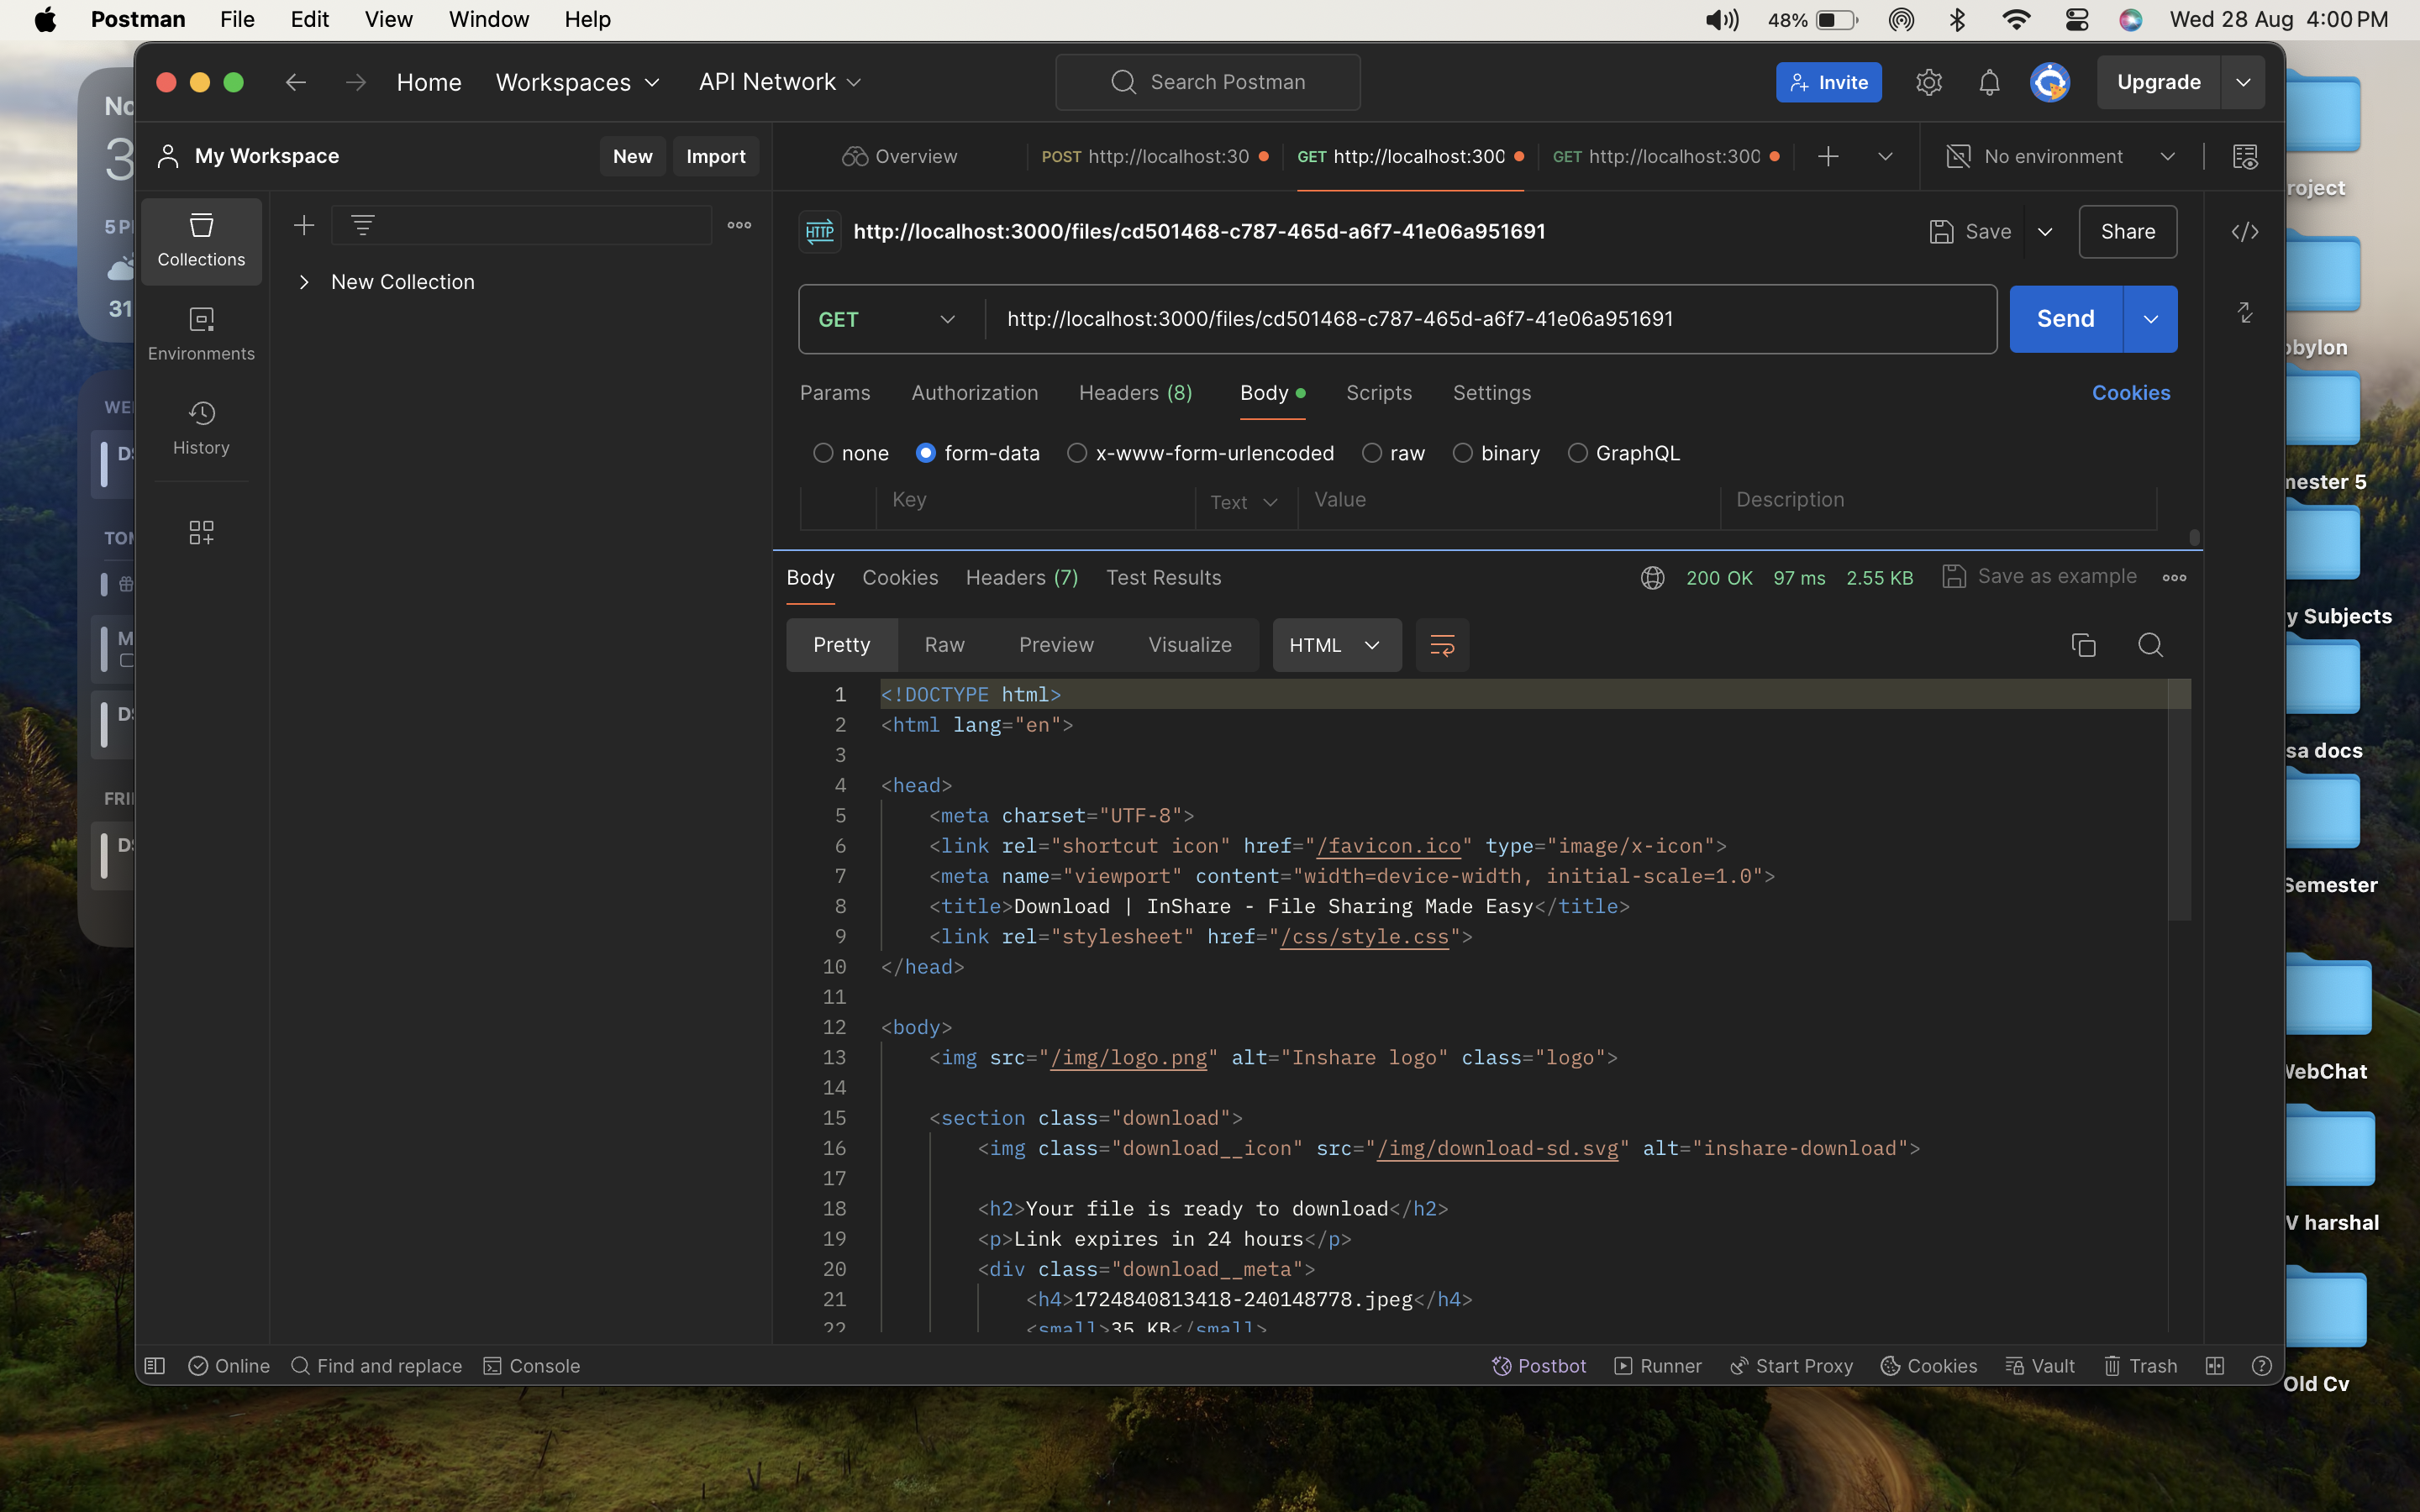 Postman File Edit View Window Help 48% Wed 28 Aug 4:00 PM
Home Workspaces API Network Search Postman Invite Upgrade
My Workspace New Import Overview POST http://localhost:30 GET http://localhost:300 GET http://localhost:300 No environment
Collections
Environments
History
New Collection
HTTP http://localhost:3000/files/cd501468-c787-465d-a6f7-41e06a951691 Save Share
GET http://localhost:3000/files/cd501468-c787-465d-a6f7-41e06a951691 Send
Params Authorization Headers (8) Body Scripts Settings Cookies
none form-data x-www-form-urlencoded raw binary GraphQL
Key Text Value Description
Body Cookies Headers (7) Test Results 200 OK 97 ms 2.55 KB Save as example
Pretty Raw Preview Visualize HTML
1 <!DOCTYPE html>
2 <html lang="en">
3
4 <head>
5 <meta charset="UTF-8">
6 <link rel="shortcut icon" href="/favicon.ico" type="image/x-icon">
7 <meta name="viewport" content="width=device-width, initial-scale=1.0">
8 <title>Download | InShare - File Sharing Made Easy</title>
9 <link rel="stylesheet" href="/css/style.css">
10 </head>
11
12 <body>
13 <img src="/img/logo.png" alt="Inshare logo" class="logo">
14
15 <section class="download">
16 <img class="download__icon" src="/img/download-sd.svg" alt="inshare-download">
17
18 <h2>Your file is ready to download</h2>
19 <p>Link expires in 24 hours</p>
20 <div class="download__meta">
21 <h4>1724840813418-240148778.jpeg</h4>
22 <small>35 KB</small>
Online Find and replace Console Postbot Runner Start Proxy Cookies Vault Trash
No
3
5 P
31
WE
D
TOM
M
D
FRI
D
roject
bylon
mester 5
y Subjects
sa docs
Semester
WebChat
V harshal
Old Cv